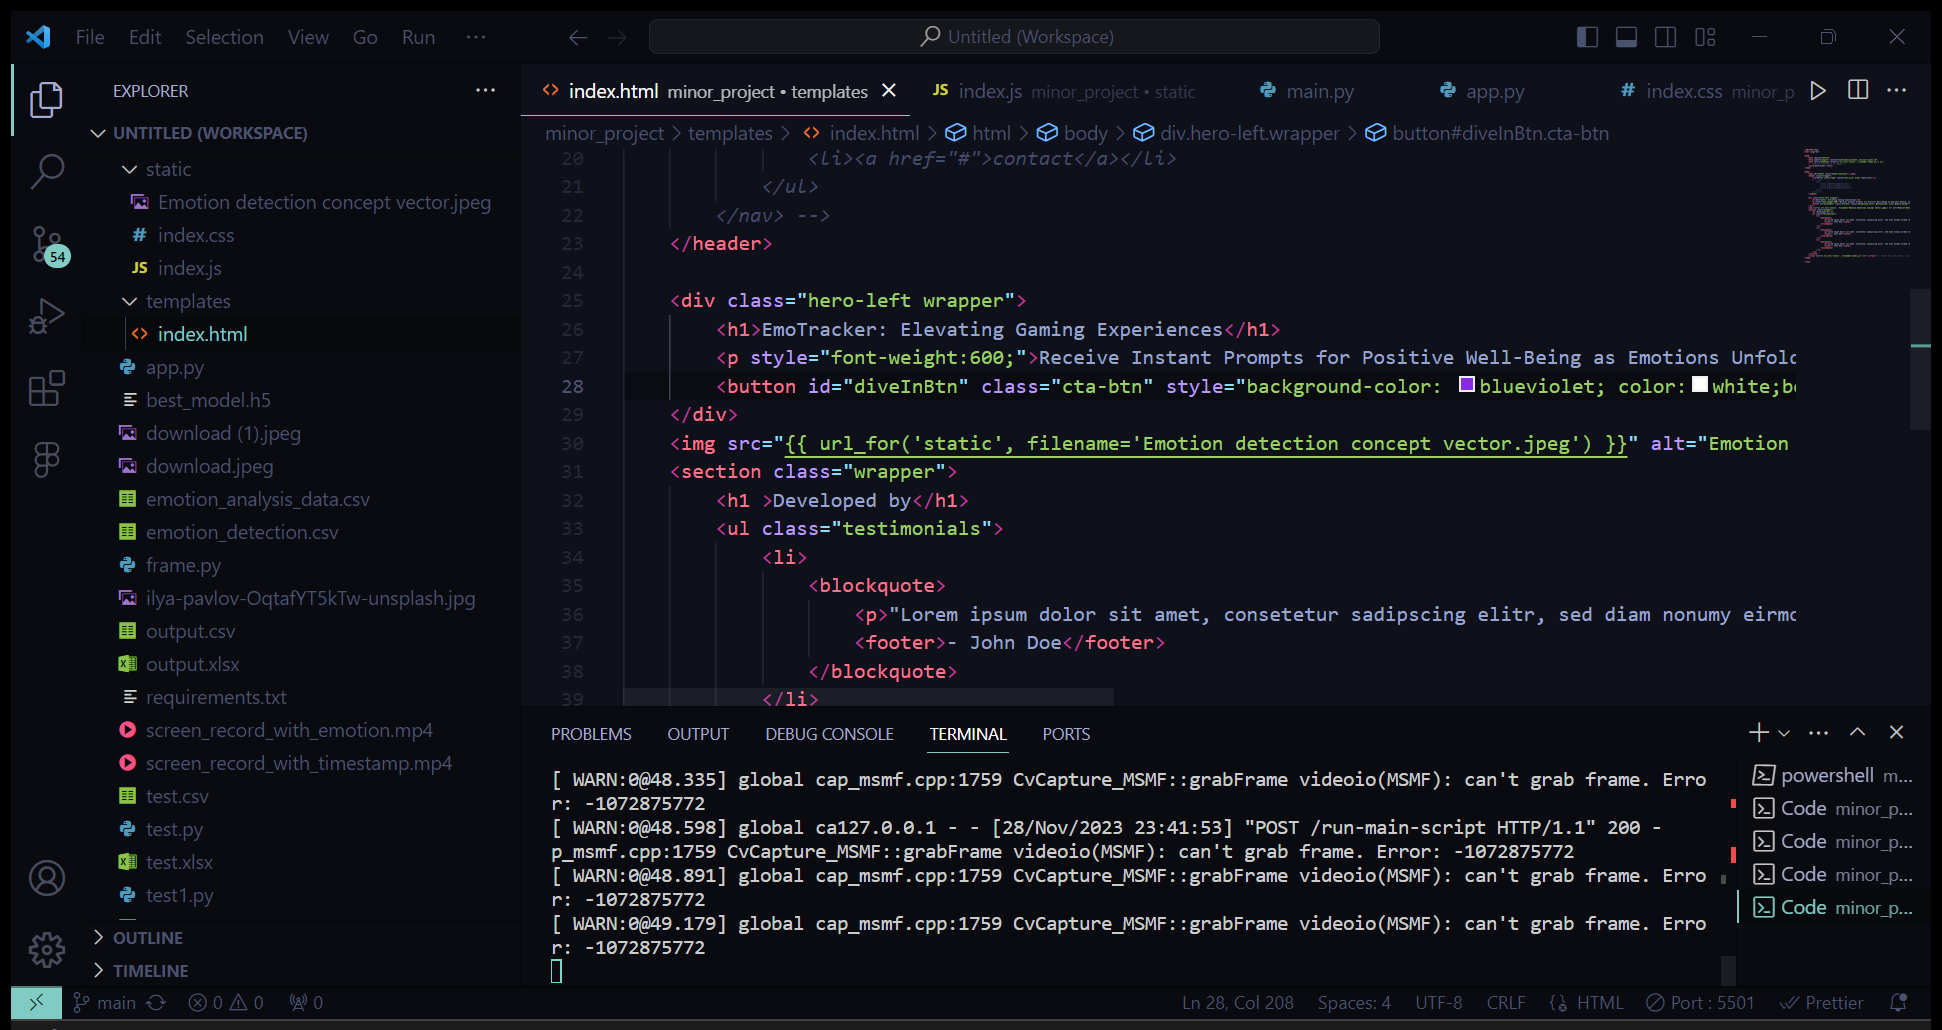 File Edit Selection View Go Run ···
Untitled (Workspace)
EXPLORER
UNTITLED (WORKSPACE)
static
Emotion detection concept vector.jpeg
# index.css
JS index.js
templates
<> index.html
app.py
best_model.h5
download (1).jpeg
download.jpeg
emotion_analysis_data.csv
emotion_detection.csv
frame.py
ilya-pavlov-OqtafYT5kTw-unsplash.jpg
output.csv
output.xlsx
requirements.txt
screen_record_with_emotion.mp4
screen_record_with_timestamp.mp4
test.csv
test.py
test.xlsx
test1.py
OUTLINE
TIMELINE
54
<> index.html minor_project • templates
JS index.js minor_project • static
main.py
app.py
# index.css minor_p
minor_project > templates > <> index.html > html > body > div.hero-left.wrapper > button#diveInBtn.cta-btn
20 <li><a href="#">contact</a></li>
21 </ul>
22 </nav> -->
23 </header>
24
25 <div class="hero-left wrapper">
26 <h1>EmoTracker: Elevating Gaming Experiences</h1>
27 <p style="font-weight:600;">Receive Instant Prompts for Positive Well-Being as Emotions Unfol
28 <button id="diveInBtn" class="cta-btn" style="background-color: blueviolet; color: white;b
29 </div>
30 <img src="{{ url_for('static', filename='Emotion detection concept vector.jpeg') }}" alt="Emotion
31 <section class="wrapper">
32 <h1 >Developed by</h1>
33 <ul class="testimonials">
34 <li>
35 <blockquote>
36 <p>"Lorem ipsum dolor sit amet, consetetur sadipscing elitr, sed diam nonumy eirm
37 <footer>- John Doe</footer>
38 </blockquote>
39 </li>
PROBLEMS OUTPUT DEBUG CONSOLE TERMINAL PORTS
[ WARN:0@48.335] global cap_msmf.cpp:1759 CvCapture_MSMF::grabFrame videoio(MSMF): can't grab frame. Erro
r: -1072875772
[ WARN:0@48.598] global ca127.0.0.1 - - [28/Nov/2023 23:41:53] "POST /run-main-script HTTP/1.1" 200 -
p_msmf.cpp:1759 CvCapture_MSMF::grabFrame videoio(MSMF): can't grab frame. Error: -1072875772
[ WARN:0@48.891] global cap_msmf.cpp:1759 CvCapture_MSMF::grabFrame videoio(MSMF): can't grab frame. Erro
r: -1072875772
[ WARN:0@49.179] global cap_msmf.cpp:1759 CvCapture_MSMF::grabFrame videoio(MSMF): can't grab frame. Erro
r: -1072875772
powershell m...
Code minor_p...
Code minor_p...
Code minor_p...
Code minor_p...
main 0 0 0
Ln 28, Col 208 Spaces: 4 UTF-8 CRLF HTML Port : 5501 Prettier